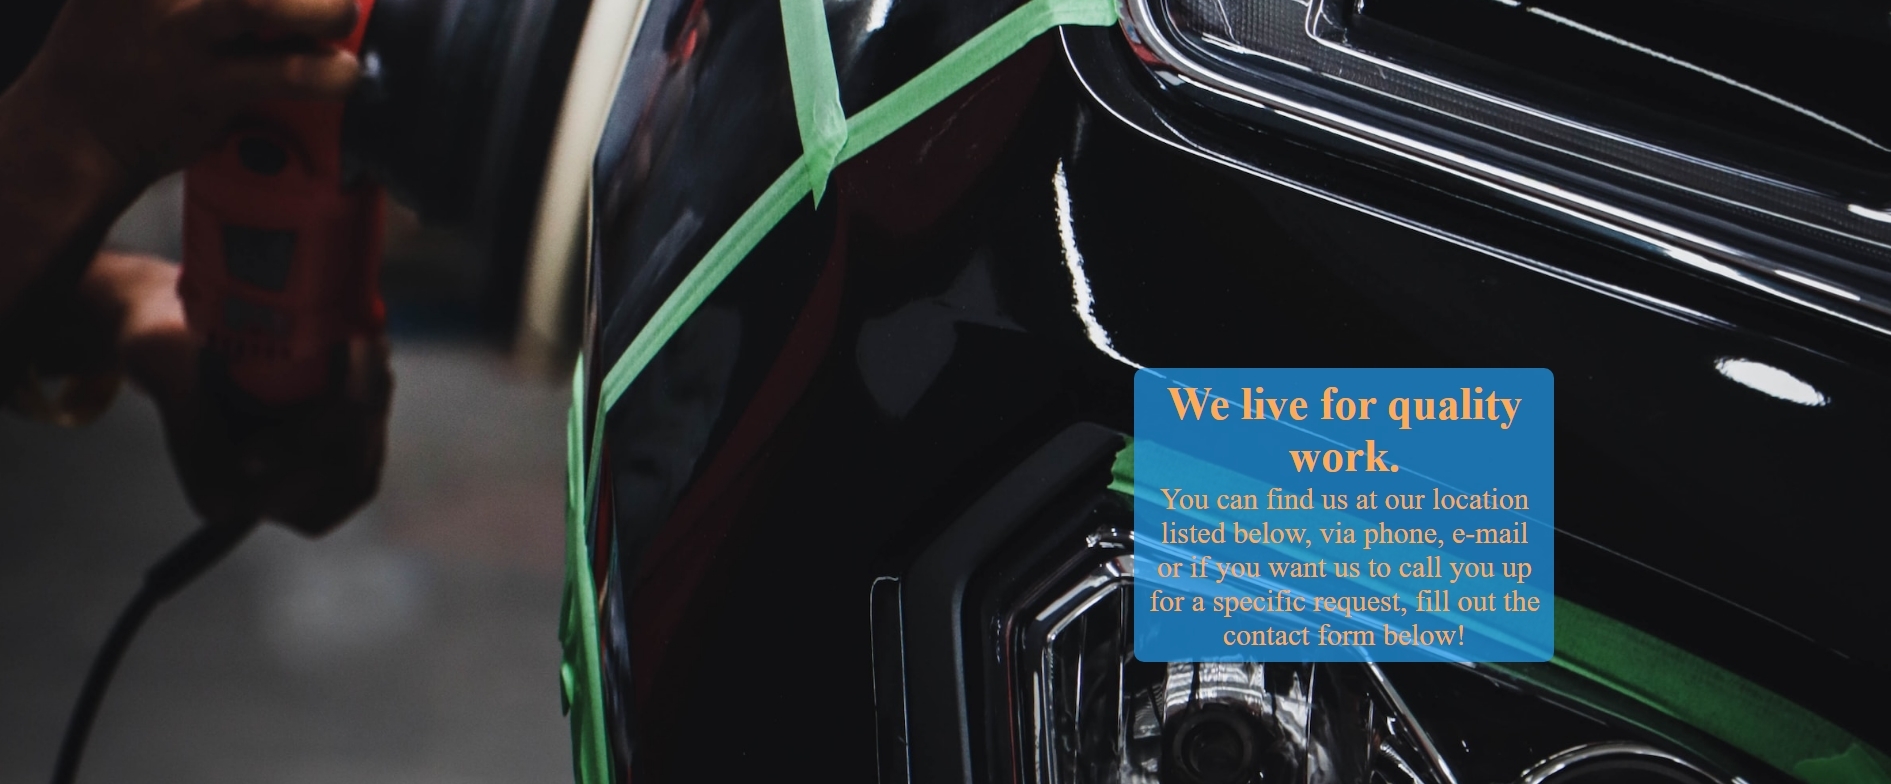 We live for quality
work.
You can find us at our location
listed below, via phone, e-mail
or if you want us to call you up
for a specific request, fill out the
contact form below!